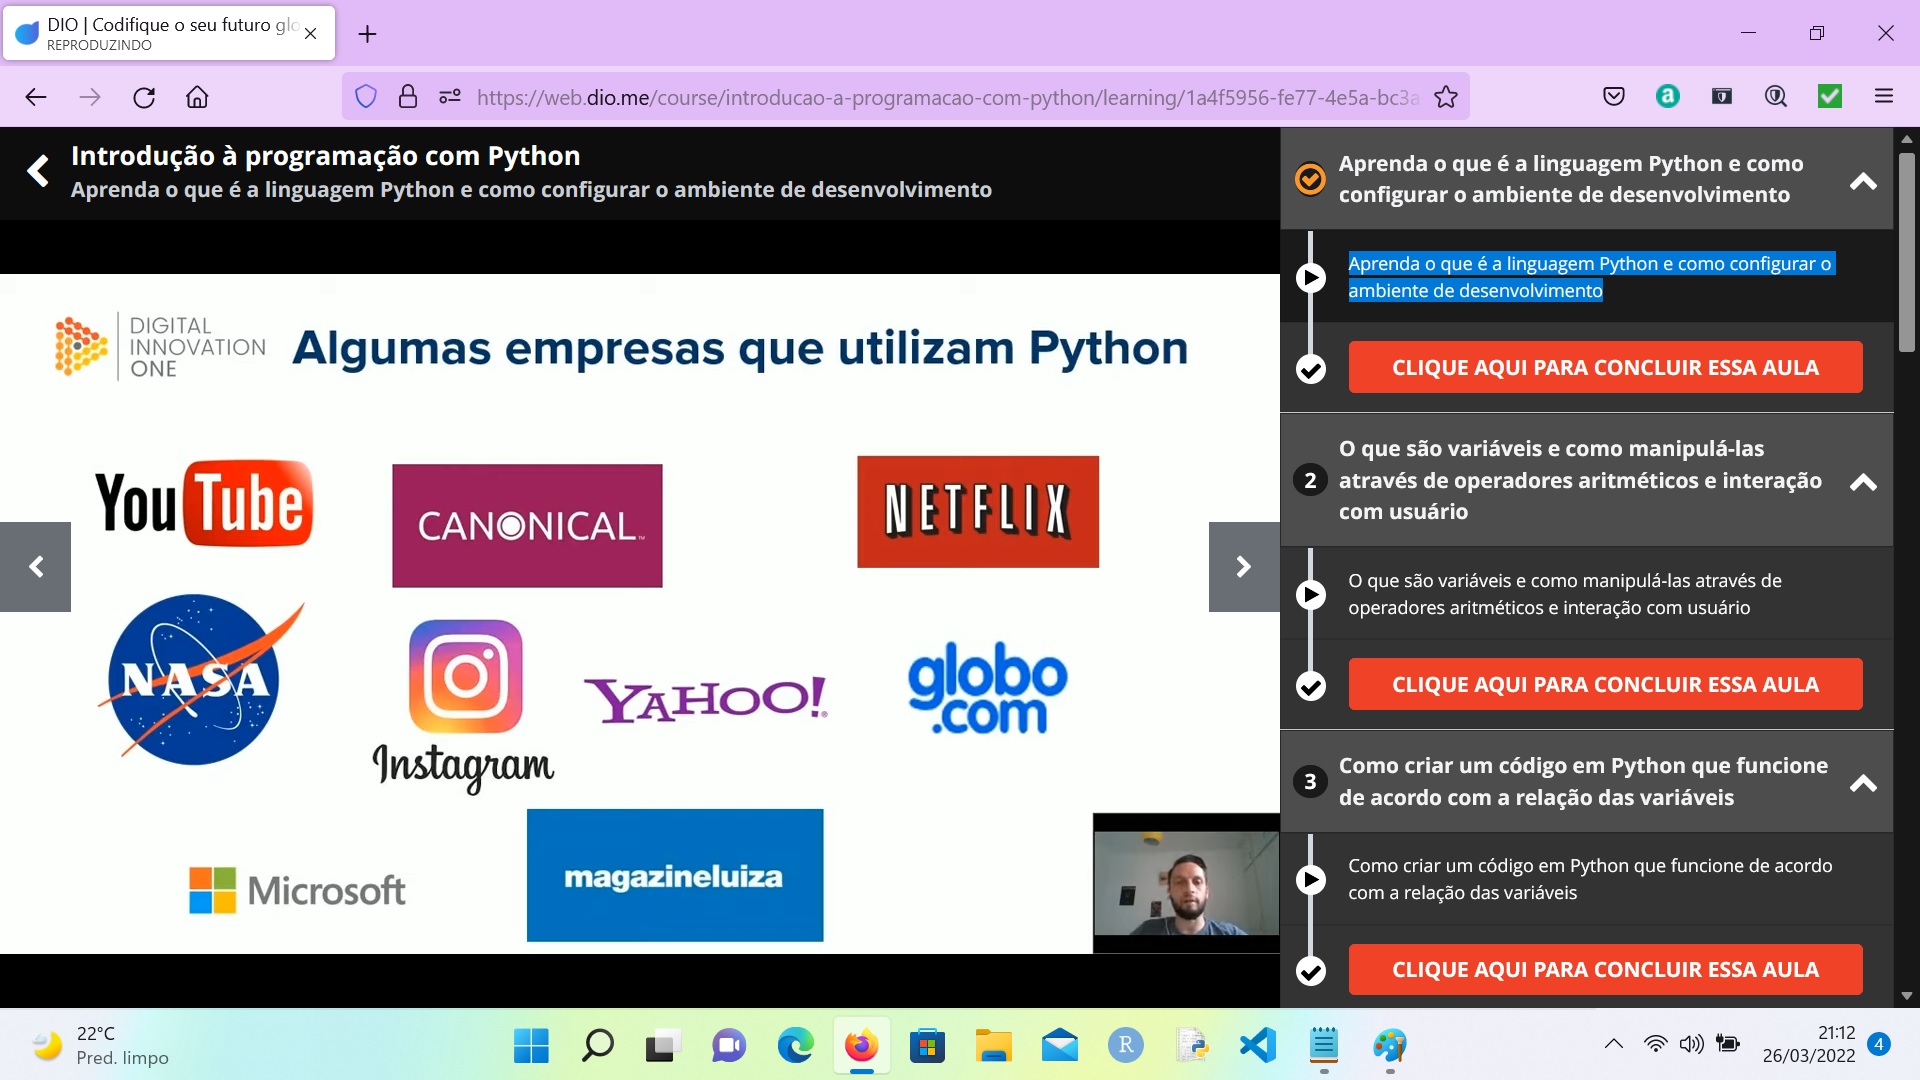 DIO | Codifique o seu futuro glo
REPRODUZINDO
https://web.dio.me/course/introducao-a-programacao-com-python/learning/1a4f5956-fe77-4e5a-bc3a
Introdução à programação com Python
Aprenda o que é a linguagem Python e como configurar o ambiente de desenvolvimento
DIGITAL
INNOVATION
ONE
Algumas empresas que utilizam Python
YouTube
CANONICAL™
NETFLIX
NASA
Instagram
YAHOO!®
globo
.com
Microsoft
magazineluiza
Aprenda o que é a linguagem Python e como
configurar o ambiente de desenvolvimento
Aprenda o que é a linguagem Python e como configurar o
ambiente de desenvolvimento
CLIQUE AQUI PARA CONCLUIR ESSA AULA
2
O que são variáveis e como manipulá-las
através de operadores aritméticos e interação
com usuário
O que são variáveis e como manipulá-las através de
operadores aritméticos e interação com usuário
CLIQUE AQUI PARA CONCLUIR ESSA AULA
3
Como criar um código em Python que funcione
de acordo com a relação das variáveis
Como criar um código em Python que funcione de acordo
com a relação das variáveis
CLIQUE AQUI PARA CONCLUIR ESSA AULA
22°C
Pred. limpo
R
21:12
26/03/2022
4